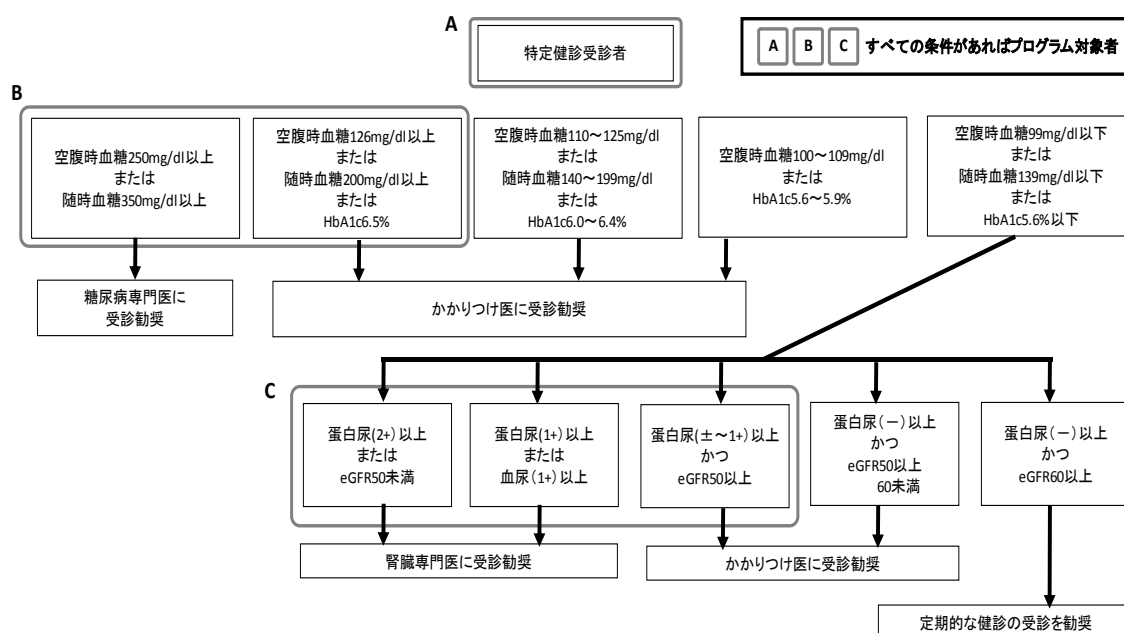 A
特定健診受診者
A B C すべての条件があればプログラム対象者
B
空腹時血糖250mg/dl以上
または
随時血糖350mg/dl以上
空腹時血糖126mg/dl以上
または
随時血糖200mg/dl以上
または
HbA1c6.5%
空腹時血糖110～125mg/dl
または
随時血糖140～199mg/dl
または
HbA1c6.0～6.4%
空腹時血糖100～109mg/dl
または
HbA1c5.6～5.9%
空腹時血糖99mg/dl以下
または
随時血糖139mg/dl以下
または
HbA1c5.6%以下
糖尿病専門医に
受診勧奨
かかりつけ医に受診勧奨
C
蛋白尿(2+)以上
または
eGFR50未満
蛋白尿(1+)以上
または
血尿(1+)以上
蛋白尿(±～1+)以上
かつ
eGFR50以上
蛋白尿(－)以上
かつ
eGFR50以上
60未満
蛋白尿(－)以上
かつ
eGFR60以上
腎臓専門医に受診勧奨
かかりつけ医に受診勧奨
定期的な健診の受診を勧奨